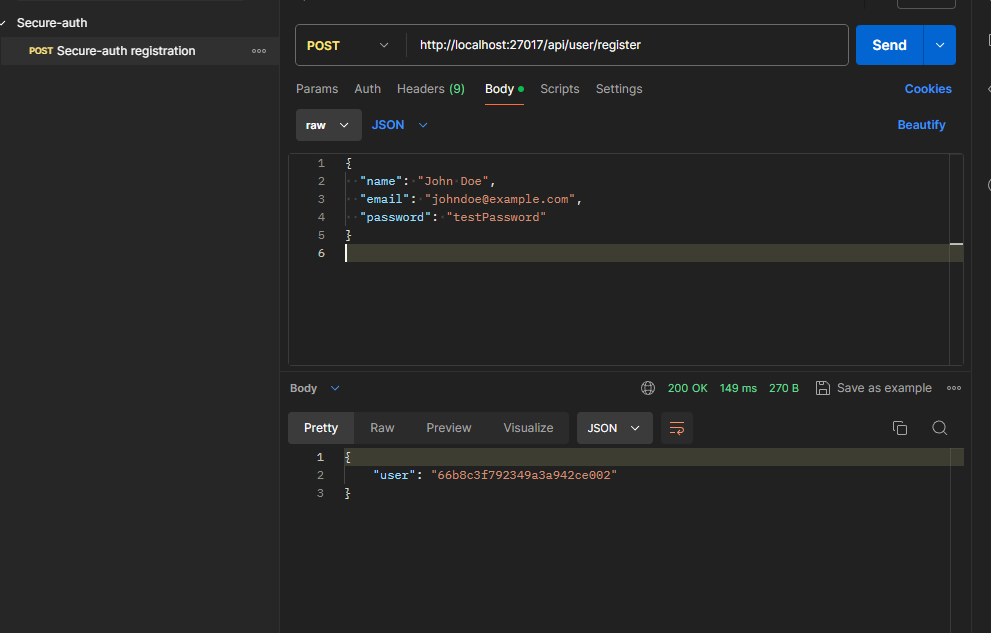 Secure-auth
POST Secure-auth registration
POST http://localhost:27017/api/user/register Send
Params Auth Headers (9) Body Scripts Settings Cookies
raw JSON Beautify
1 {
2 "name": "John Doe",
3 "email": "johndoe@example.com",
4 "password": "testPassword"
5 }
6
Body 200 OK 149 ms 270 B Save as example
Pretty Raw Preview Visualize JSON
1 {
2 "user": "66b8c3f792349a3a942ce002"
3 }